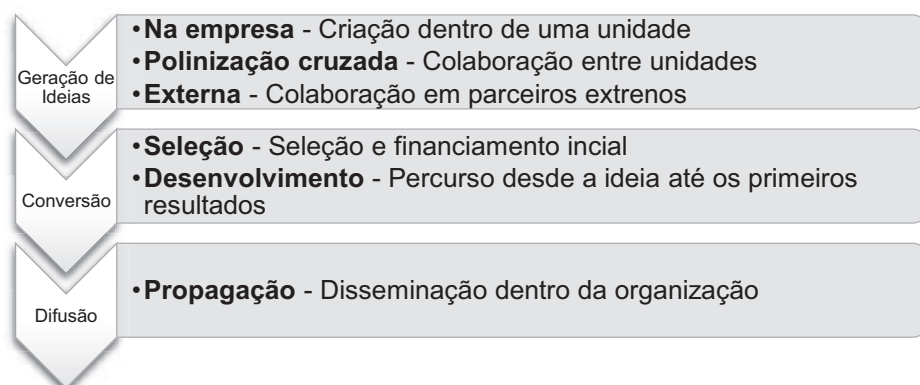 Geração de
Ideias
•Na empresa - Criação dentro de uma unidade
•Polinização cruzada - Colaboração entre unidades
•Externa - Colaboração em parceiros extrenos
Conversão
•Seleção - Seleção e financiamento incial
•Desenvolvimento - Percurso desde a ideia até os primeiros
resultados
Difusão
•Propagação - Disseminação dentro da organização